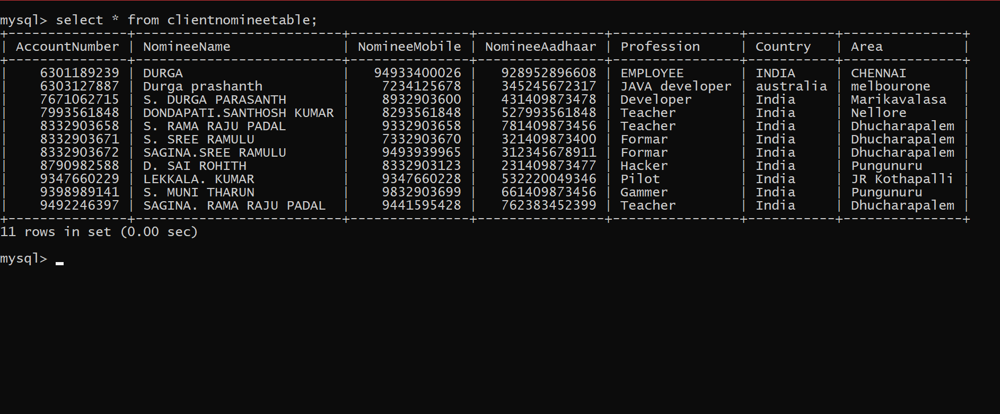 mysql> select * from clientnomineetable;
+---------------+--------------------------+---------------+----------------+----------------+-----------+---------------+
| AccountNumber | NomineeName              | NomineeMobile | NomineeAadhaar | Profession     | Country   | Area          |
+---------------+--------------------------+---------------+----------------+----------------+-----------+---------------+
|    6301189239 | DURGA                    |   94933400026 |   928952896608 | EMPLOYEE       | INDIA     | CHENNAI       |
|    6303127887 | Durga prashanth          |    7234125678 |   345245672317 | JAVA developer | australia | melbourone    |
|    7671062715 | S. DURGA PARASANTH       |    8932903600 |   431409873478 | Developer      | India     | Marikavalasa  |
|    7993561848 | DONDAPATI.SANTHOSH KUMAR |    8293561848 |   527993561848 | Teacher        | India     | Nellore       |
|    8332903658 | S. RAMA RAJU PADAL       |    9332903658 |   781409873456 | Teacher        | India     | Dhucharapalem |
|    8332903671 | S. SREE RAMULU           |    7332903670 |   321409873400 | Formar         | India     | Dhucharapalem |
|    8332903672 | SAGINA.SREE RAMULU       |    9493939965 |   312345678911 | Formar         | India     | Dhucharapalem |
|    8790982588 | D. SAI ROHITH            |    8332903123 |   231409873477 | Hacker         | India     | Pungunuru     |
|    9347660229 | LEKKALA. KUMAR           |    9347660228 |   532220049346 | Pilot          | India     | JR Kothapalli |
|    9398989141 | S. MUNI THARUN           |    9832903699 |   661409873456 | Gammer         | India     | Pungunuru     |
|    9492246397 | SAGINA. RAMA RAJU PADAL  |    9441595428 |   762383452399 | Teacher        | India     | Dhucharapalem |
+---------------+--------------------------+---------------+----------------+----------------+-----------+---------------+
11 rows in set (0.00 sec)
mysql> _